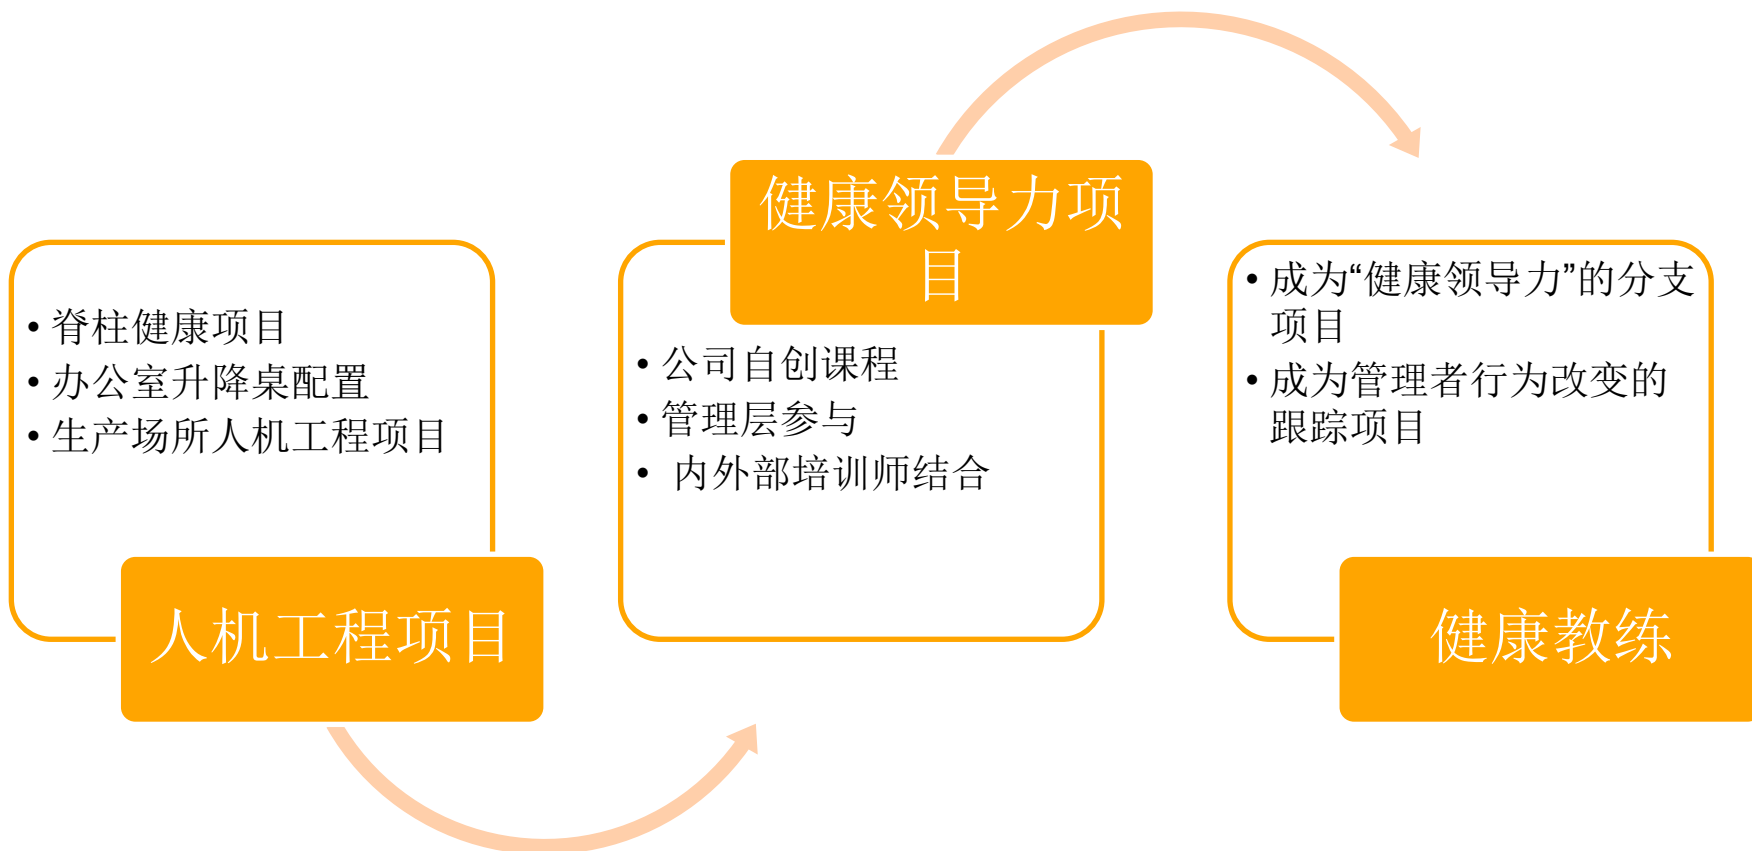 • 脊柱健康项目
• 办公室升降桌配置
• 生产场所人机工程项目
人机工程项目
健康领导力项
目
• 公司自创课程
• 管理层参与
• 内外部培训师结合
• 成为“健康领导力”的分支
项目
• 成为管理者行为改变的
跟踪项目
健康教练